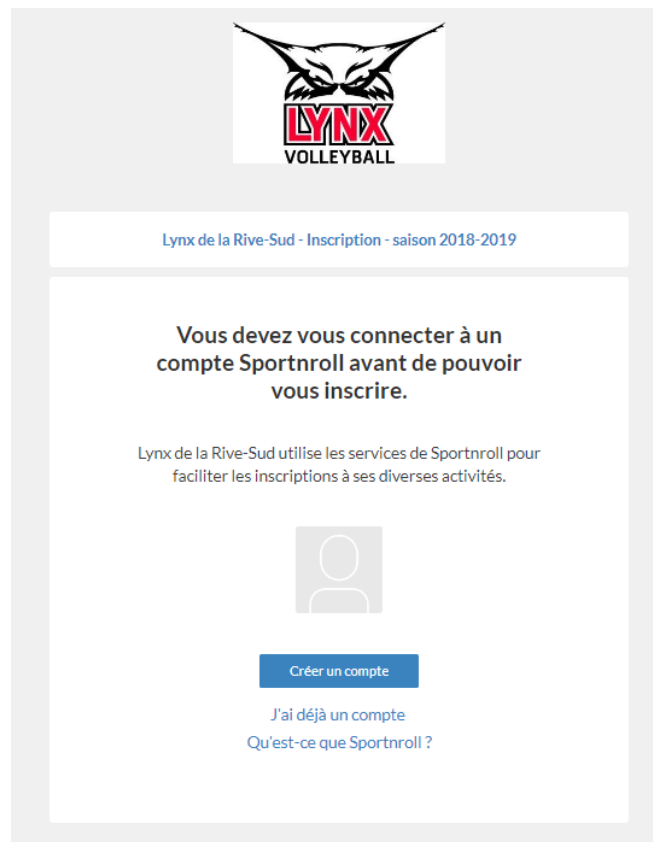 LYNX
VOLLEYBALL
Lynx de la Rive-Sud - Inscription - saison 2018-2019
Vous devez vous connecter à un
compte Sportnroll avant de pouvoir
vous inscrire.
Lynx de la Rive-Sud utilise les services de Sportnroll pour
faciliter les inscriptions à ses diverses activités.
Créer un compte
J'ai déjà un compte
Qu'est-ce que Sportnroll ?